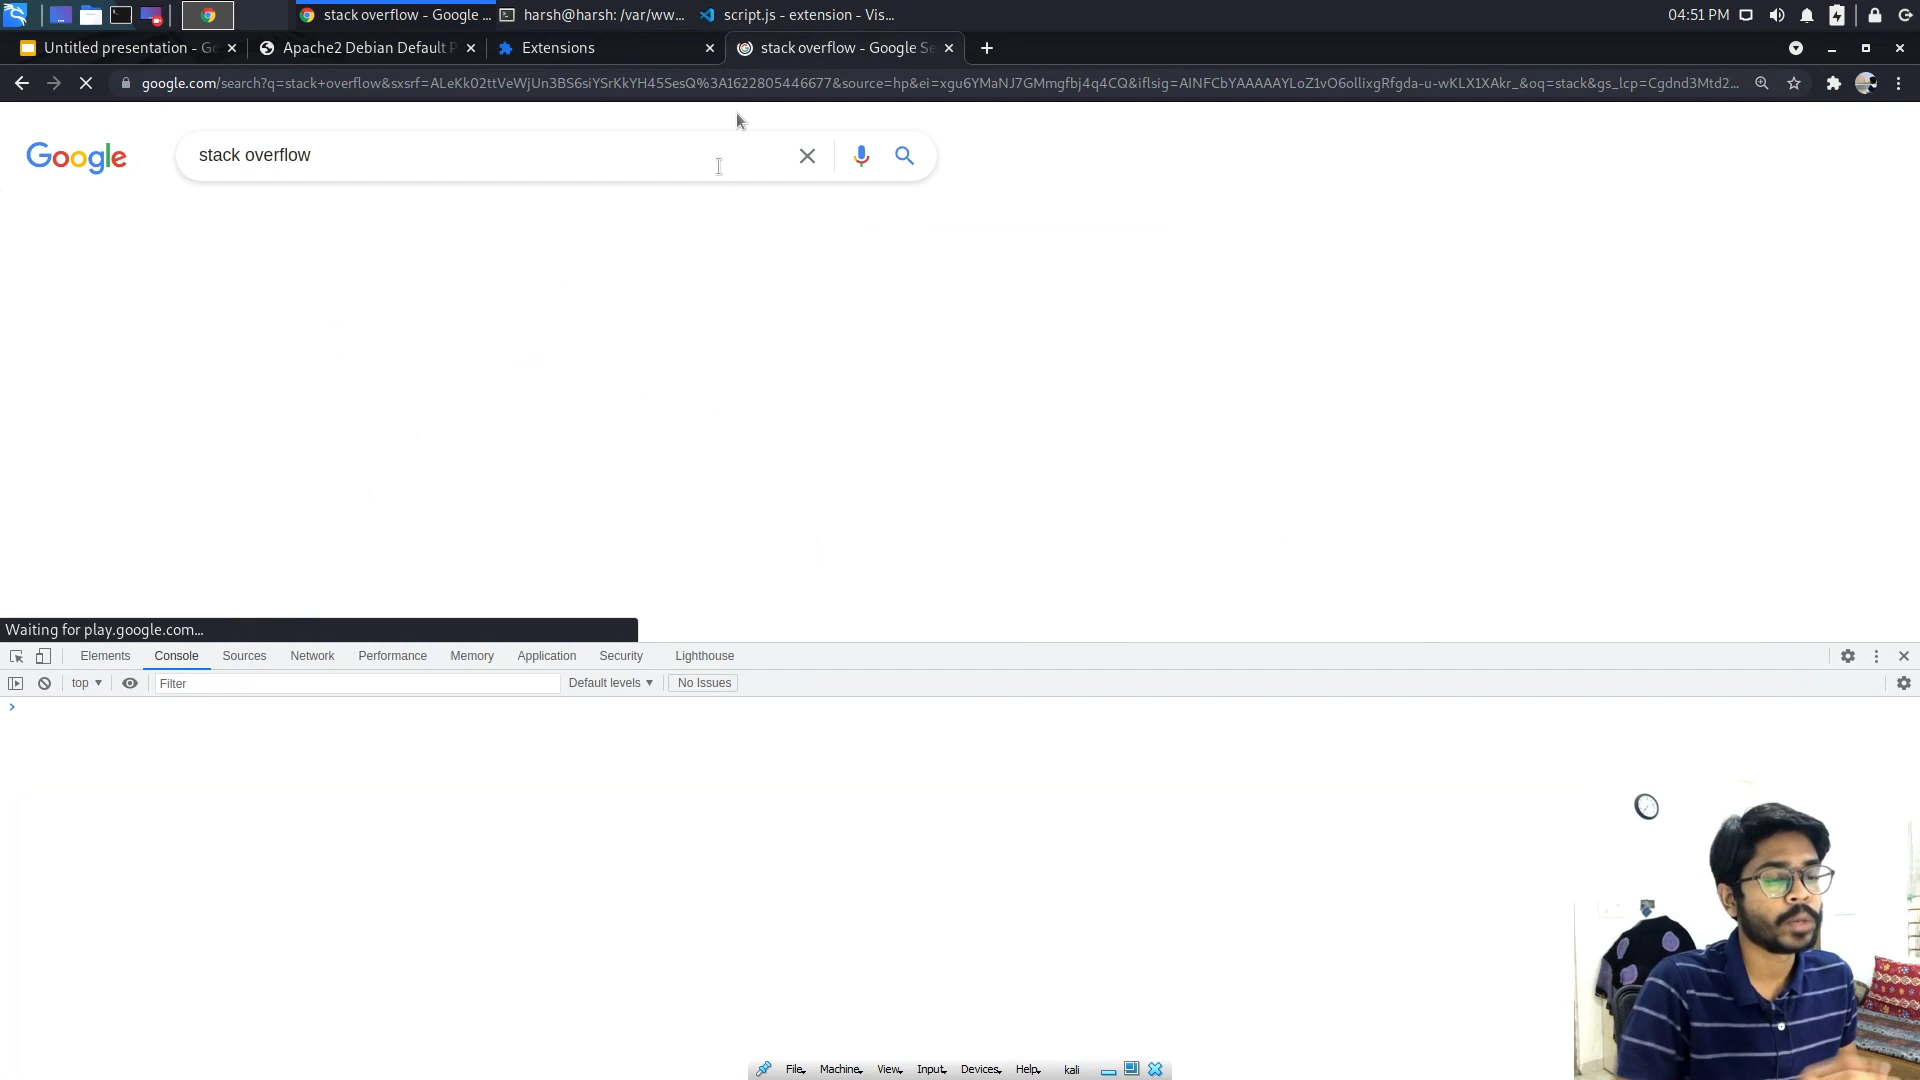 stack overflow - Google ...
harsh@harsh: /var/ww...
script.js - extension - Vis...
04:51 PM
Untitled presentation - Go
Apache2 Debian Default P
Extensions
stack overflow - Google Se
google.com/search?q=stack+overflow&sxsrf=ALeKk02ttVeWjUn3BS6siYSrKkYH45SesQ%3A1622805446677&source=hp&ei=xgu6YMaNJ7GMmgfbj4q4CQ&iflsig=AINFCbYAAAAAYLoZ1vO6ollixgRfgda-u-wKLX1XAkr_&oq=stack&gs_lcp=Cgdnd3Mtd2...
Google
stack overflow
Waiting for play.google.com...
Elements Console Sources Network Performance Memory Application Security Lighthouse
top Filter Default levels No Issues
>
File Machine View Input Devices Help kali